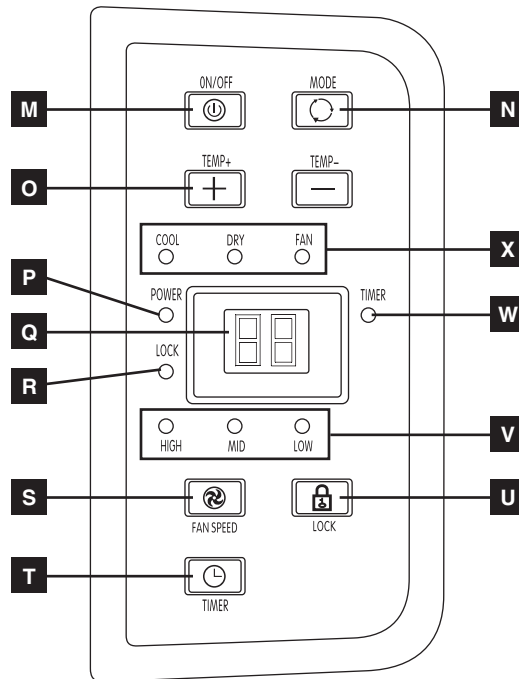 ON/OFF MODE
M N
TEMP+ TEMP–
O
COOL DRY FAN
X
P
POWER TIMER
W
Q
LOCK
R
HIGH MID LOW
V
S U
FAN SPEED LOCK
T
TIMER